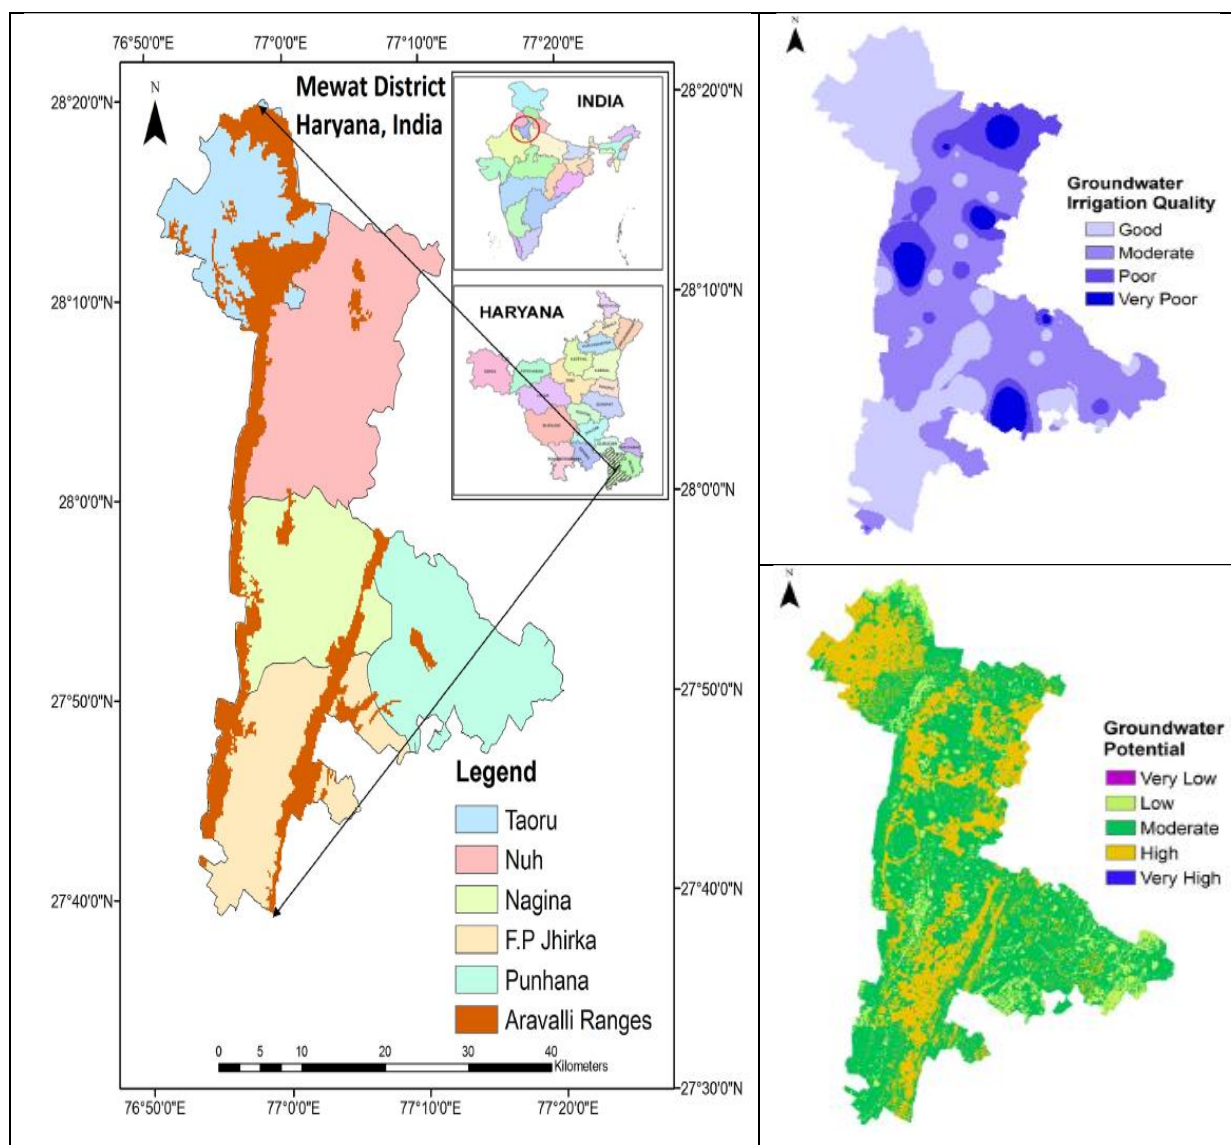 76°50'0"E 77°0'0"E 77°10'0"E 77°20'0"E
N
Mewat District
Haryana, India
INDIA
HARYANA
28°20'0"N
28°10'0"N
28°0'0"N
27°50'0"N
27°40'0"N
28°20'0"N
28°10'0"N
28°0'0"N
27°50'0"N
27°40'0"N
27°30'0"N
Legend
Taoru
Nuh
Nagina
F.P Jhirka
Punhana
Aravalli Ranges
0 5 10 20 30 40
Kilometers
76°50'0"E 77°0'0"E 77°10'0"E 77°20'0"E
N
Groundwater
Irrigation Quality
Good
Moderate
Poor
Very Poor
N
Groundwater
Potential
Very Low
Low
Moderate
High
Very High